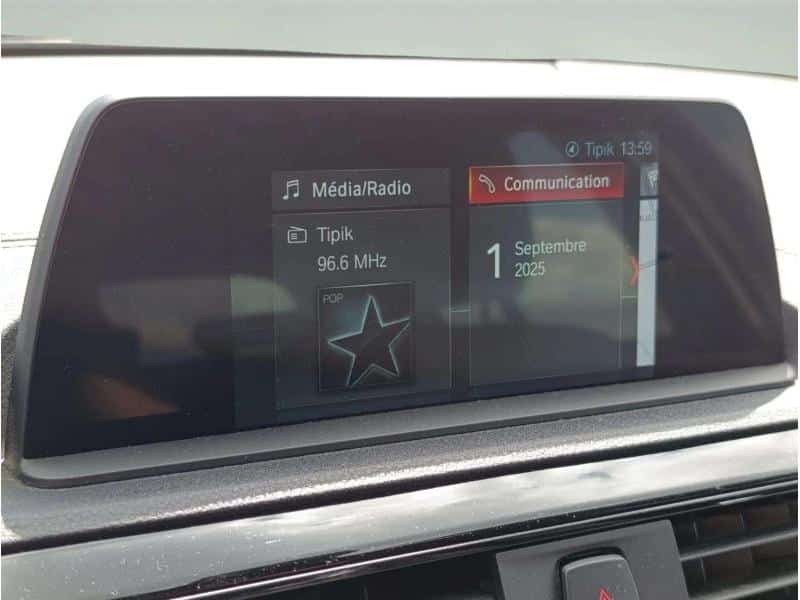 Tipik 13:59
Média/Radio
Communication
Tipik
96.6 MHz
POP
1 Septembre
2025